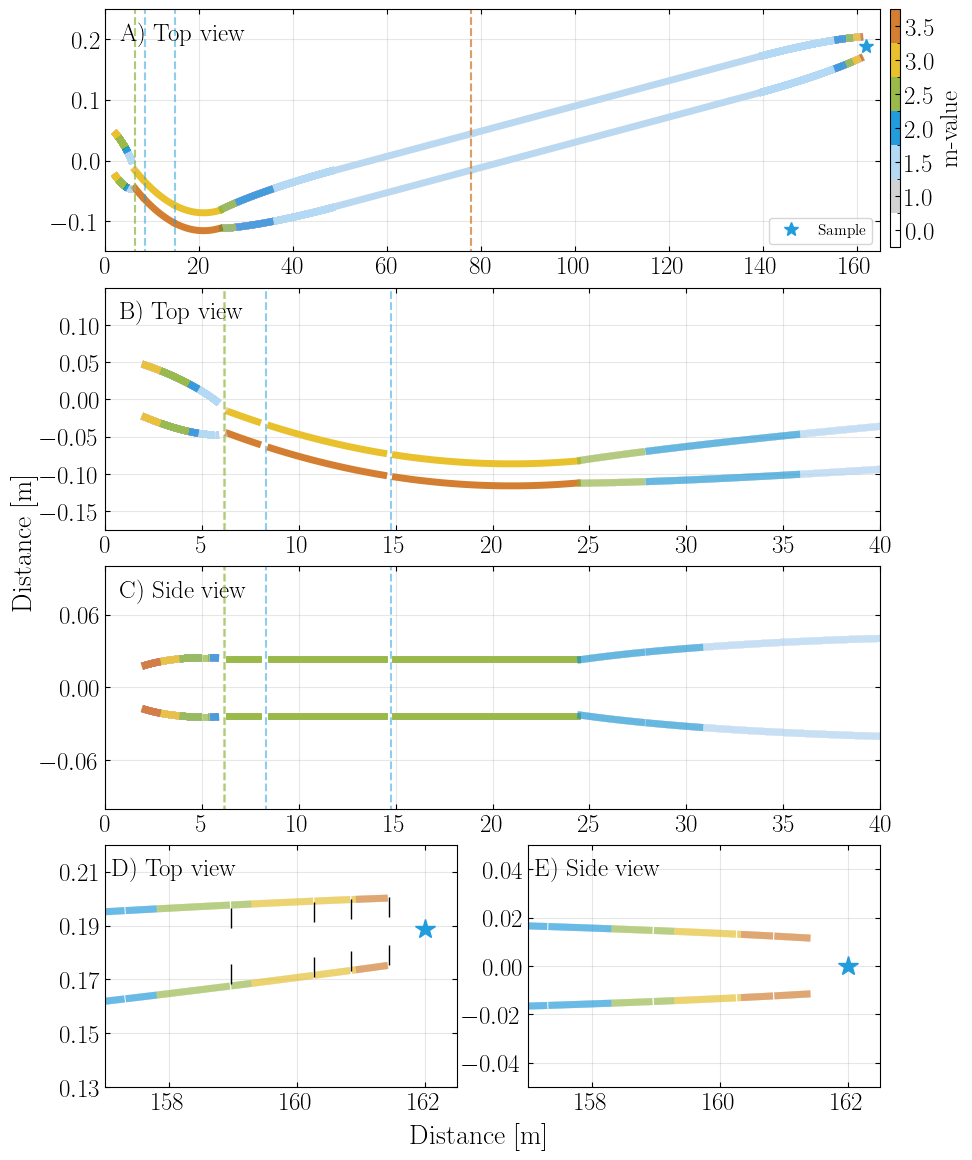 A) Top view
0.2
0.1
0.0
−0.1
0 20 40 60 80 100 120 140 160
Sample
3.5
3.0
2.5
2.0
1.5
1.0
0.0
m-value
B) Top view
0.10
0.05
0.00
−0.05
−0.10
−0.15
0 5 10 15 20 25 30 35 40
Distance [m]
C) Side view
0.06
0.00
−0.06
0 5 10 15 20 25 30 35 40
D) Top view
0.21
0.19
0.17
0.15
0.13
158 160 162
E) Side view
0.04
0.02
0.00
−0.02
−0.04
158 160 162
Distance [m]